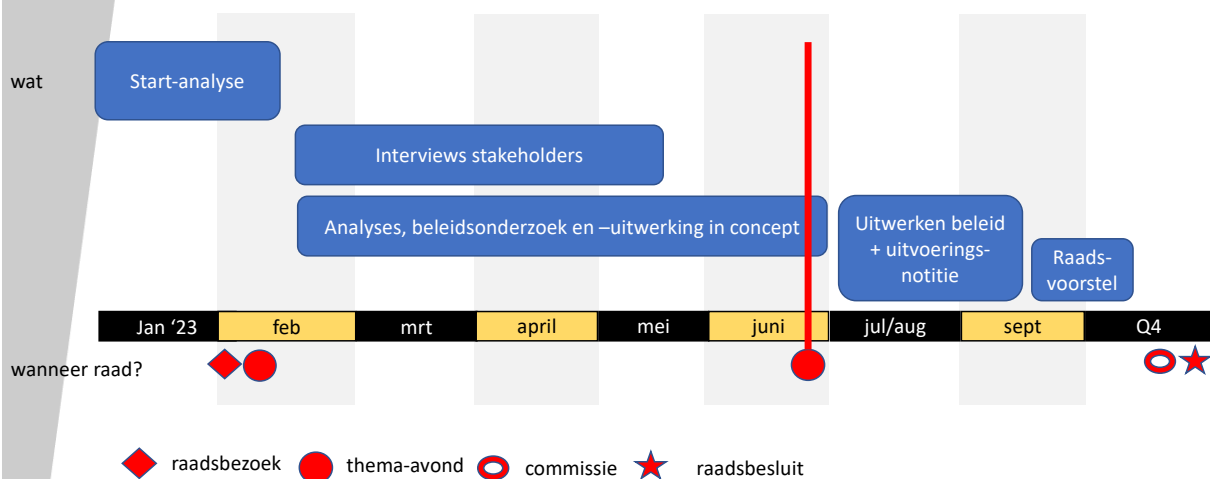 wat
Start-analyse
Interviews stakeholders
Analyses, beleidsonderzoek en –uitwerking in concept
Uitwerken beleid
+ uitvoerings-
notitie
Raads-
voorstel
Jan ‘23 feb mrt april mei juni jul/aug sept Q4
wanneer raad?
raadsbezoek thema-avond commissie raadsbesluit